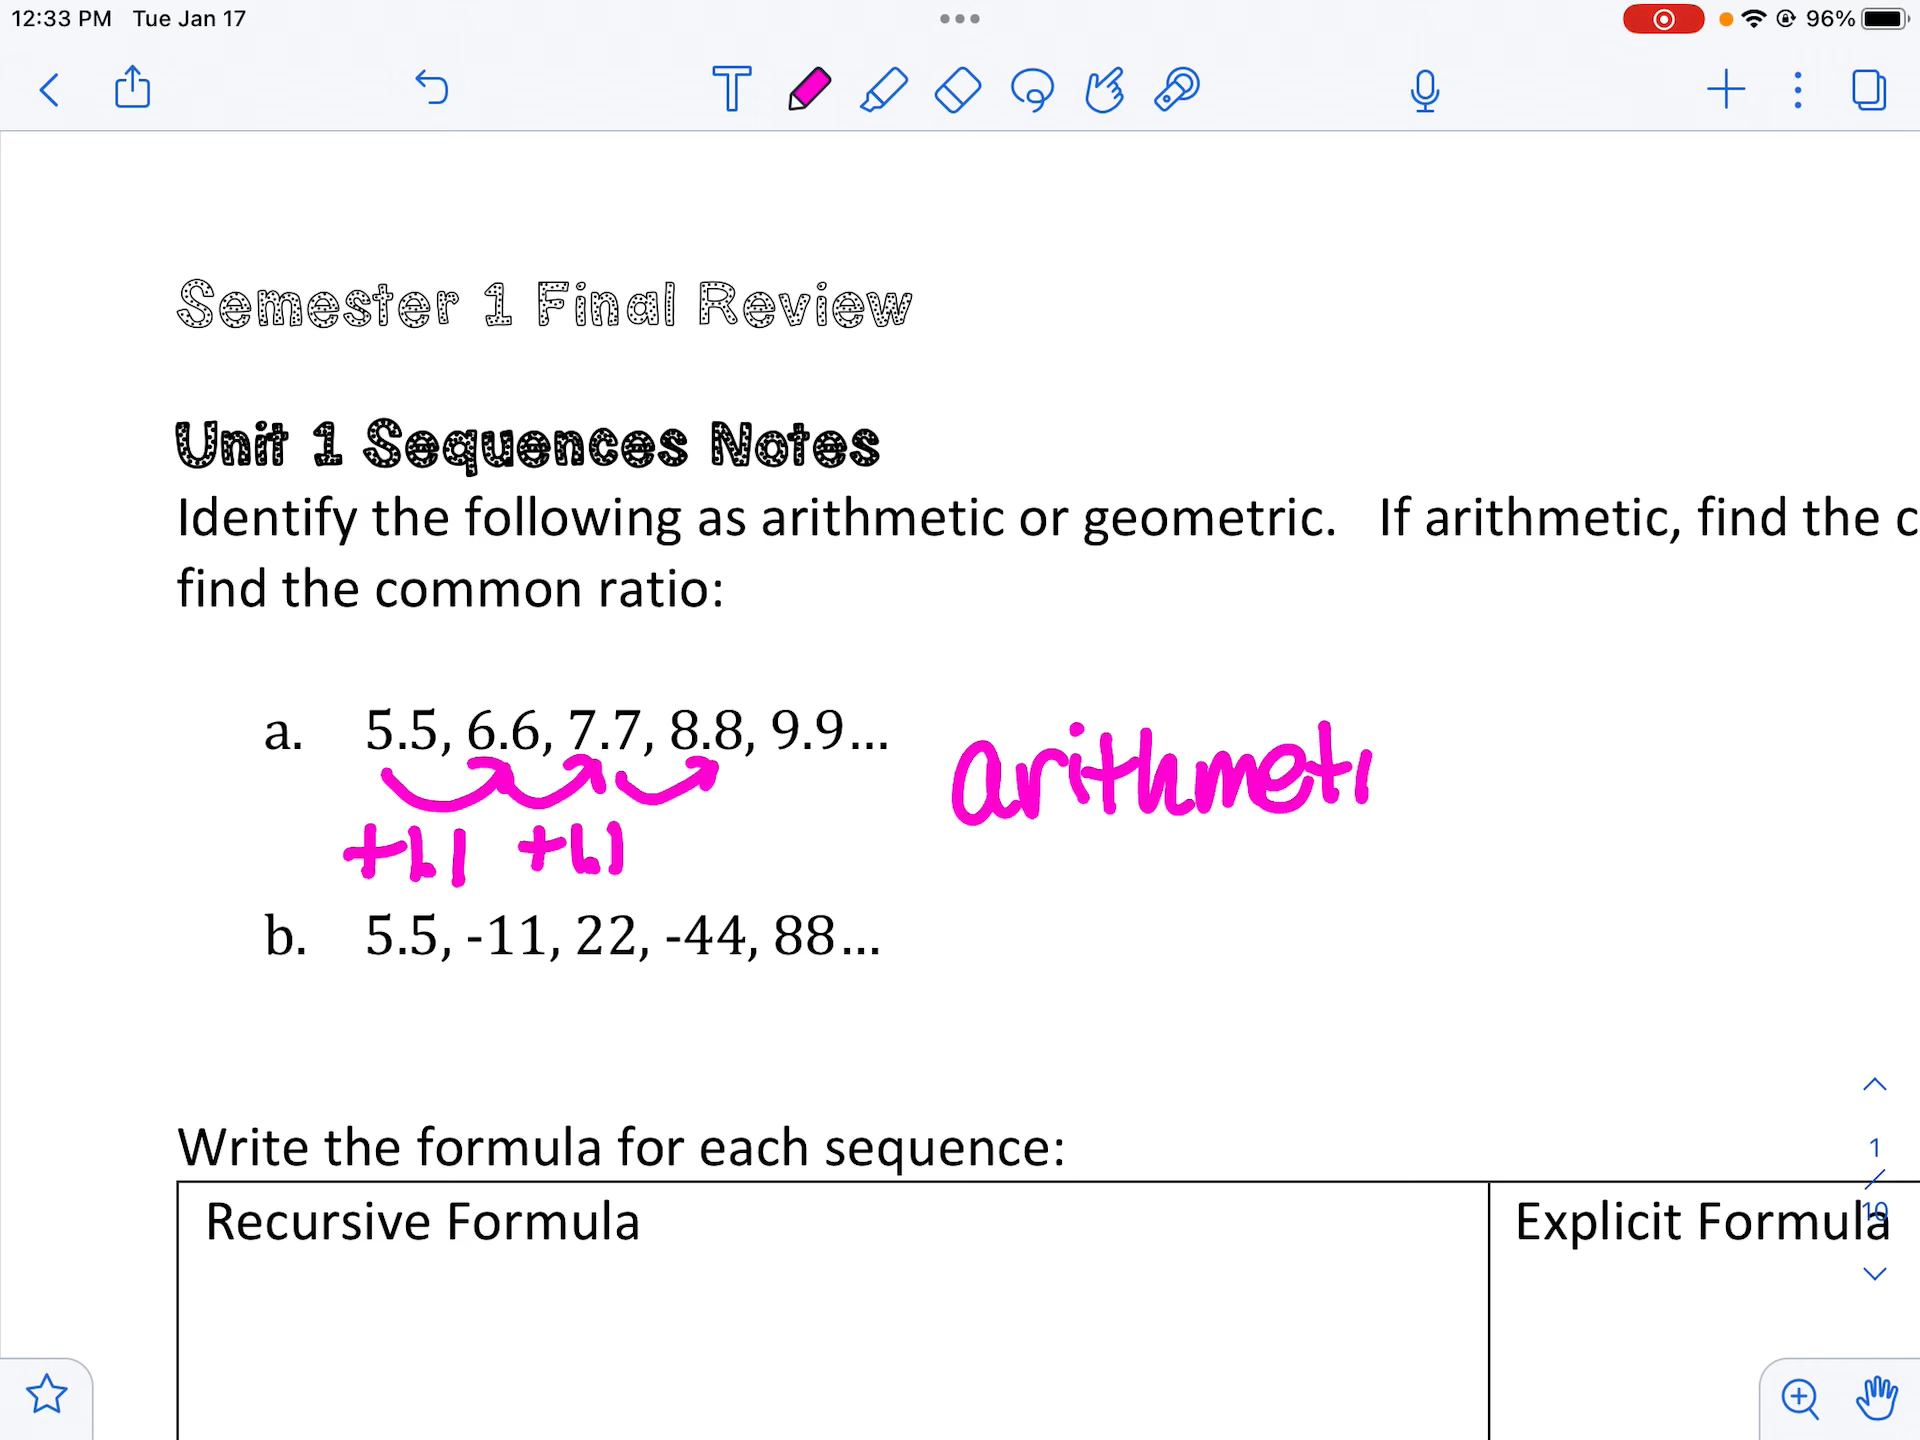 12:33 PM Tue Jan 17 96%
Semester 1 Final Review
Unit 1 Sequences Notes
Identify the following as arithmetic or geometric. If arithmetic, find the c
find the common ratio:
a. 5.5, 6.6, 7.7, 8.8, 9.9... arithmeti
+1.1 +1.1
b. 5.5, -11, 22, -44, 88...
Write the formula for each sequence:
Recursive Formula Explicit Formula
1
/
10